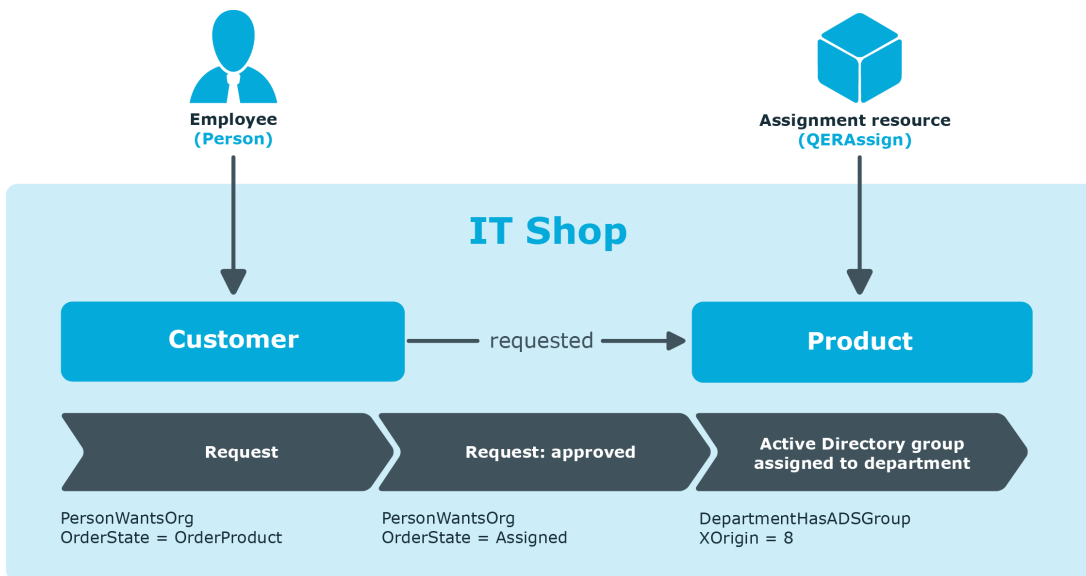 Employee
(Person)
Assignment resource
(QERAssign)
IT Shop
Customer
requested
Product
Request
Request: approved
Active Directory group
assigned to department
PersonWantsOrg
OrderState = OrderProduct
PersonWantsOrg
OrderState = Assigned
DepartmentHasADSGroup
XOrigin = 8